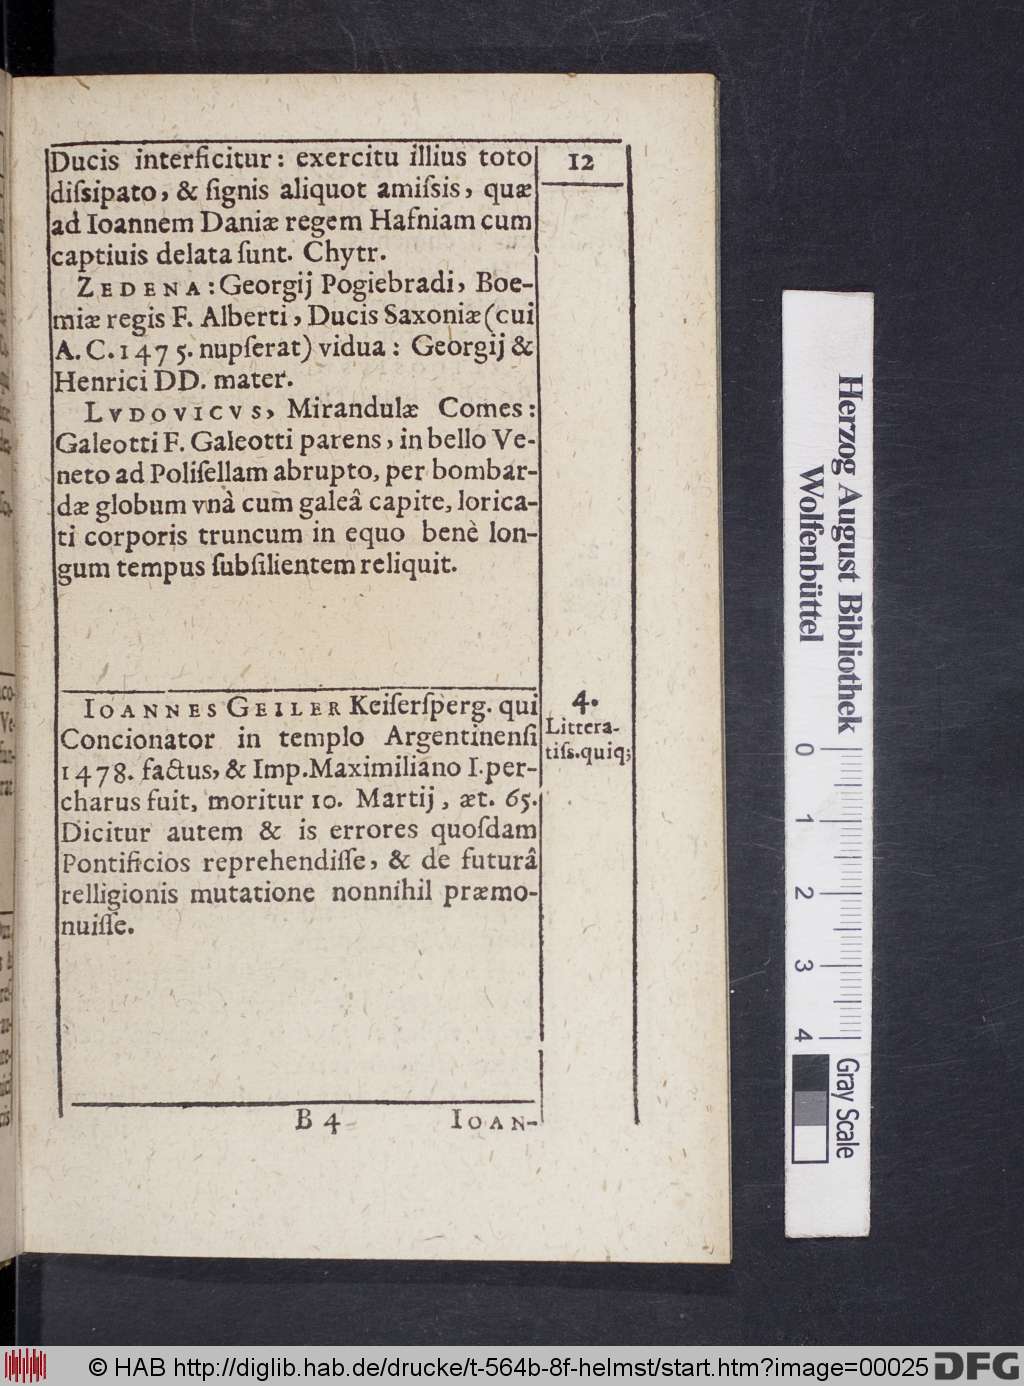 Ducis interficitur: exercitu illius toto
diſsipato, & ſignis aliquot amiſsis, quæ
ad Ioannem Daniæ regem Hafniam cum
captiuis delata ſunt. Chytr.
ZEDENA: Georgij Pogiebradi, Boe-
miæ regis F. Alberti, Ducis Saxoniæ (cui
A. C. 1475. nupſerat) vidua: Georgij &
Henrici DD. mater.
LVDOVICVS, Mirandulæ Comes:
Galeotti F. Galeotti parens, in bello Ve-
neto ad Poliſellam abrupto, per bombar-
dæ globum vnà cum galeâ capite, lorica-
ti corporis truncum in equo benè lon-
gum tempus ſubſilientem reliquit.
12
IOANNES GEILER Keiſerſperg. qui
Concionator in templo Argentinenſi
1478. factus, & Imp. Maximiliano I. per-
charus fuit, moritur 10. Martij, æt. 65.
Dicitur autem & is errores quoſdam
Pontificios reprehendiſſe, & de futurâ
relligionis mutatione nonnihil præmo-
nuiſſe.
4.
Littera-
tiſs. quiq;
B 4
IOAN-
Herzog August Bibliothek
Wolfenbüttel
0 1 2 3 4
Gray Scale
© HAB http://diglib.hab.de/drucke/t-564b-8f-helmst/start.htm?image=00025
DFG